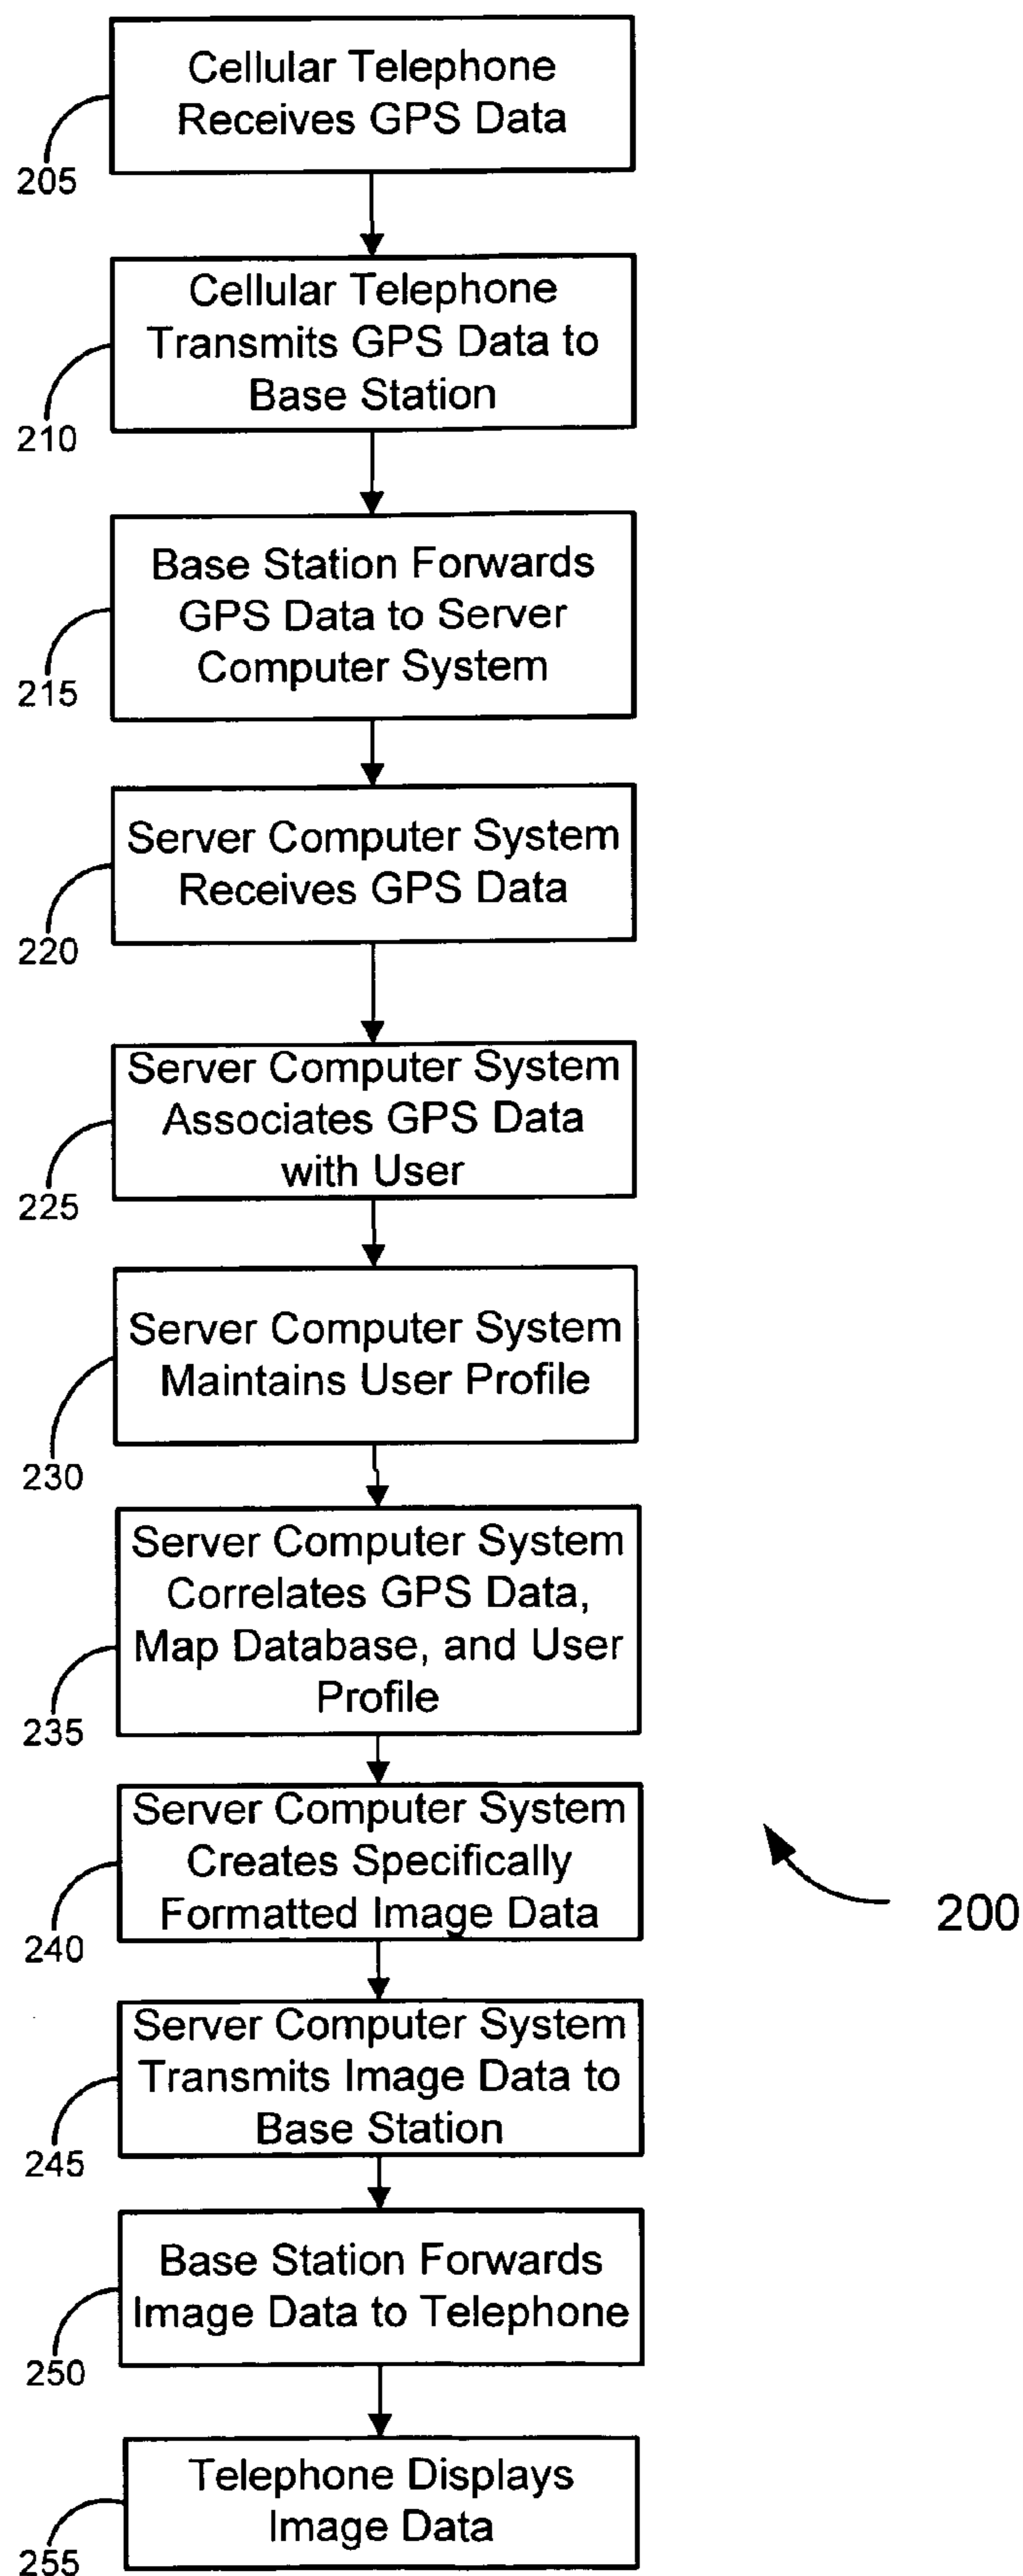 Cellular Telephone
Receives GPS Data
205
Cellular Telephone
Transmits GPS Data to
Base Station
210
Base Station Forwards
GPS Data to Server
Computer System
215
Server Computer System
Receives GPS Data
220
Server Computer System
Associates GPS Data
with User
225
Server Computer System
Maintains User Profile
230
Server Computer System
Correlates GPS Data,
Map Database, and User
Profile
235
Server Computer System
Creates Specifically
Formatted Image Data
240
200
Server Computer System
Transmits Image Data to
Base Station
245
Base Station Forwards
Image Data to Telephone
250
Telephone Displays
Image Data
255